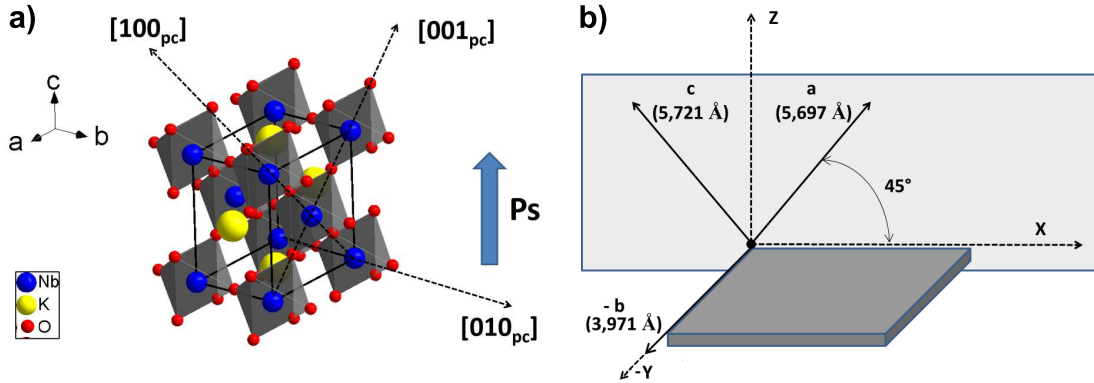 a)
[100pc]
[001pc]
c
a
b
Ps
Nb
K
O
[010pc]
b)
Z
c
(5,721 Å)
a
(5,697 Å)
45°
X
- b
(3,971 Å)
-Y